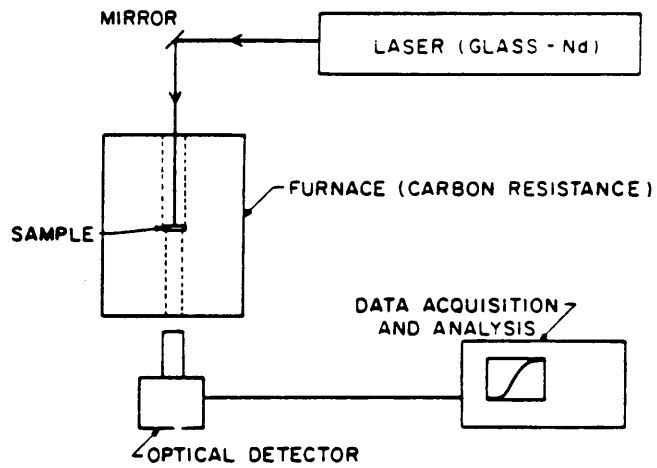 MIRROR
LASER (GLASS - Nd)
FURNACE (CARBON RESISTANCE)
SAMPLE
DATA ACQUISITION
AND ANALYSIS
OPTICAL DETECTOR